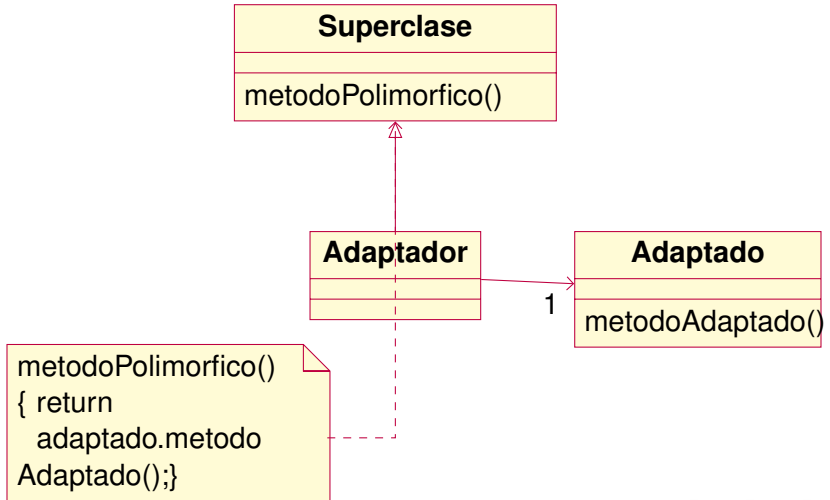 Superclase
metodoPolimorfico()
Adaptador
Adaptado
1
metodoAdaptado()
metodoPolimorfico()
{ return
adaptado.metodo
Adaptado();}